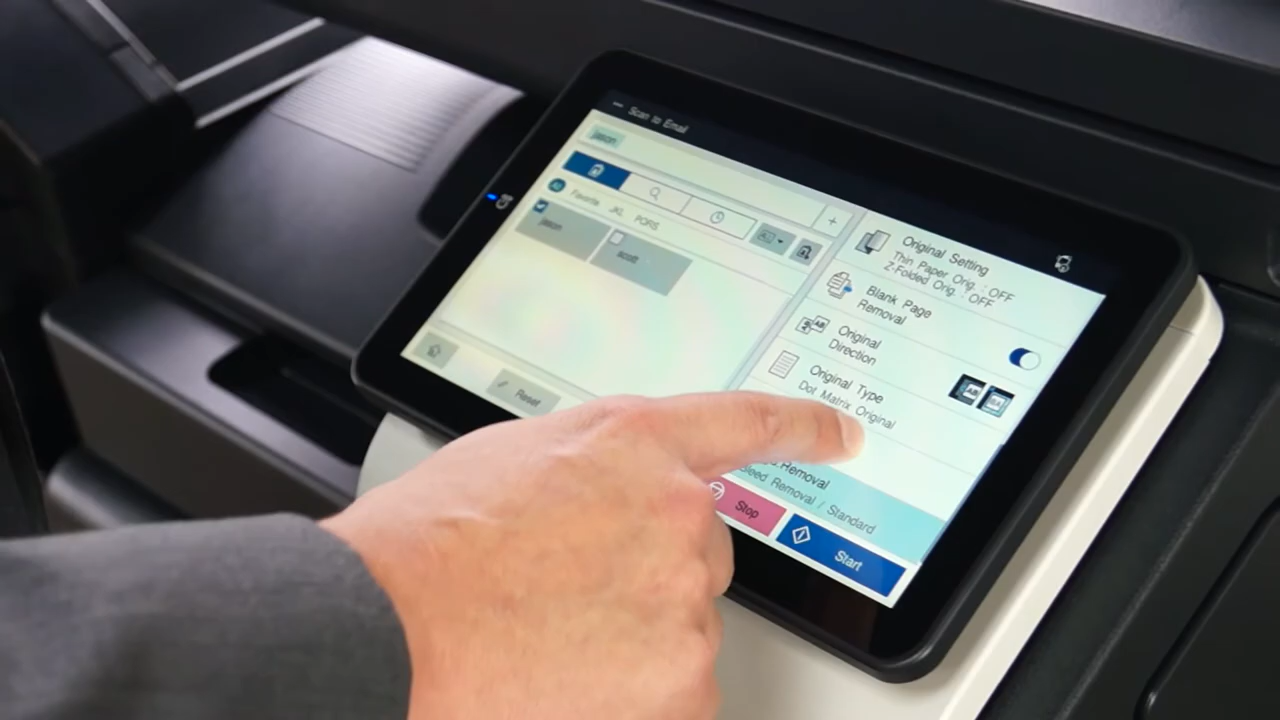 Scan to Email
jason
Favorite JKL PQRS
jason
scott
Reset
Original Setting
Thin Paper Orig. : OFF
Z-Folded Orig. : OFF
Blank Page
Removal
Original
Direction
Original Type
Dot Matrix Original
Removal
Bleed Removal / Standard
Stop
Start